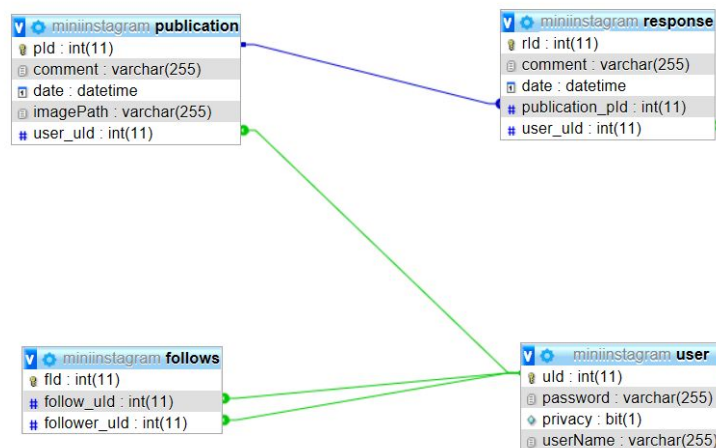 miniinstagram publication
pId : int(11)
comment : varchar(255)
date : datetime
imagePath : varchar(255)
user_uId : int(11)
miniinstagram response
rId : int(11)
comment : varchar(255)
date : datetime
publication_pId : int(11)
user_uId : int(11)
miniinstagram follows
fId : int(11)
follow_uId : int(11)
follower_uId : int(11)
miniinstagram user
uId : int(11)
password : varchar(255)
privacy : bit(1)
userName : varchar(255)